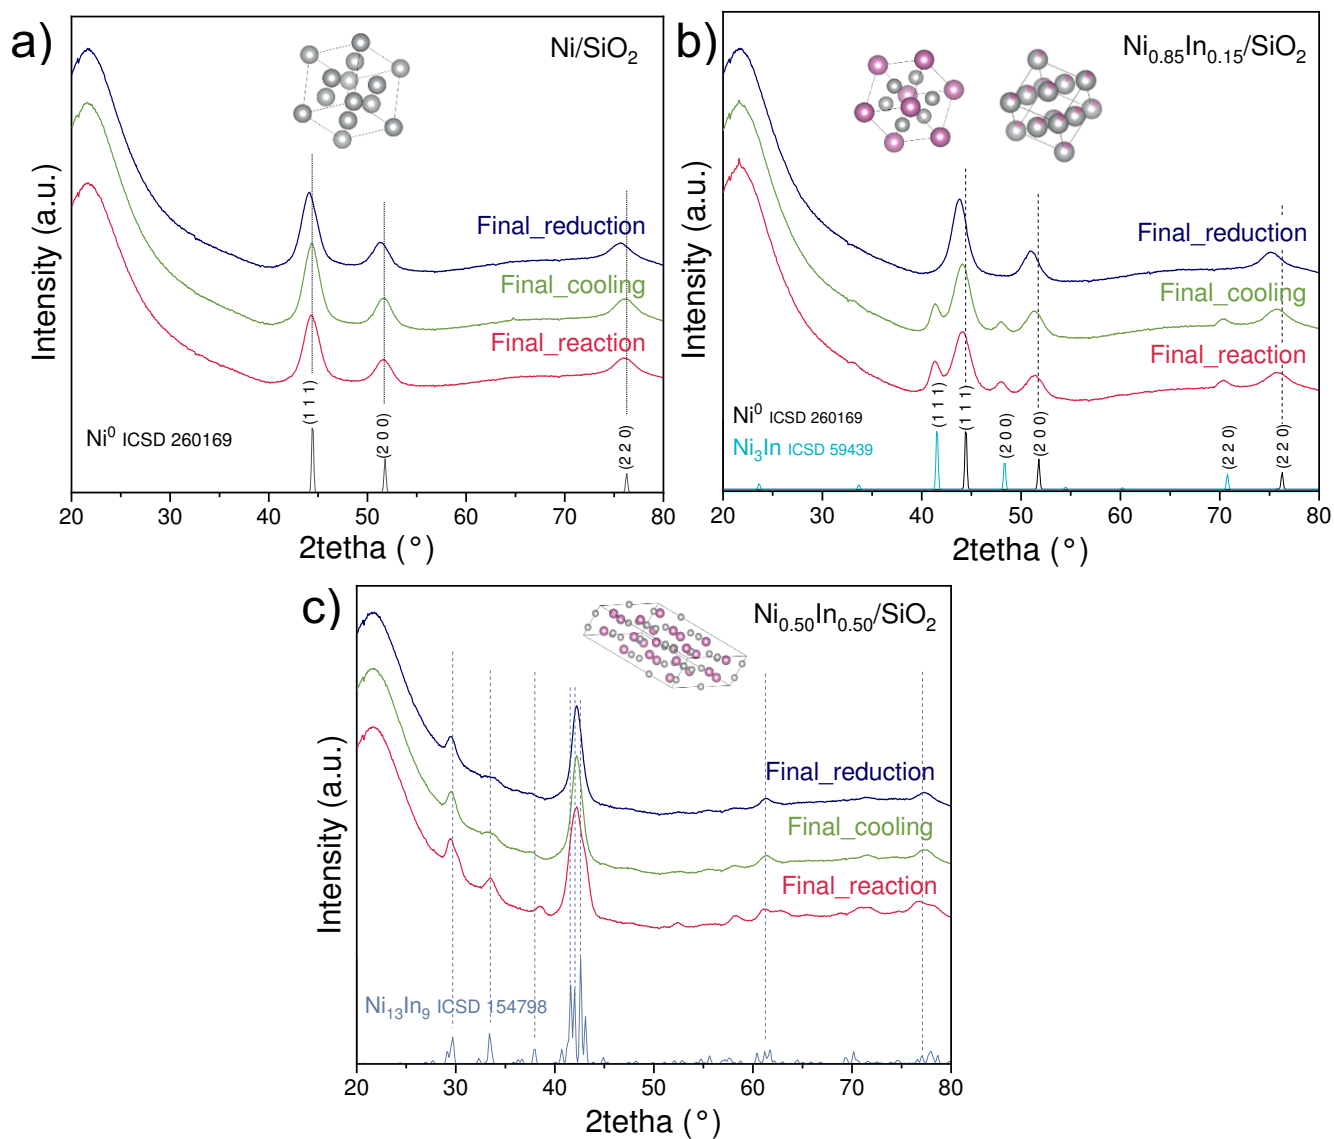 a)
Ni/SiO₂
Intensity (a.u.)
Final_reduction
Final_cooling
Final_reaction
Ni⁰ ICSD 260169
(1 1 1)
(2 0 0)
(2 2 0)
20 30 40 50 60 70 80
2tetha (°)
b)
Ni₀.₈₅In₀.₁₅/SiO₂
Intensity (a.u.)
Final_reduction
Final_cooling
Final_reaction
Ni⁰ ICSD 260169
Ni₃In ICSD 59439
(1 1 1)
(1 1 1)
(2 0 0)
(2 0 0)
(2 2 0)
(2 2 0)
20 30 40 50 60 70 80
2tetha (°)
c)
Ni₀.₅₀In₀.₅₀/SiO₂
Intensity (a.u.)
Final_reduction
Final_cooling
Final_reaction
Ni₁₃In₉ ICSD 154798
20 30 40 50 60 70 80
2tetha (°)